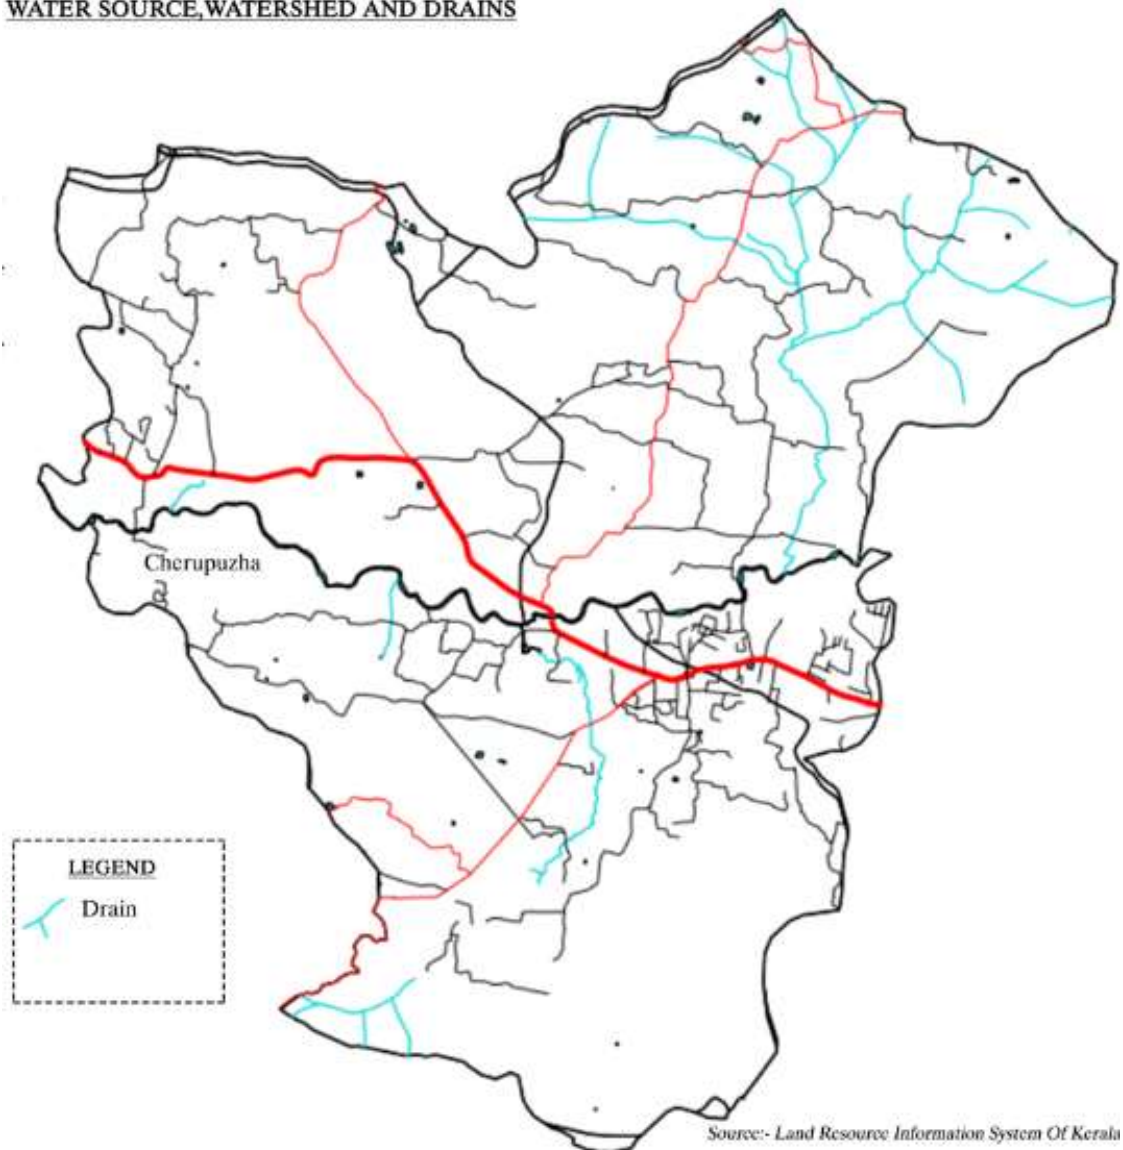 WATER SOURCE,WATERSHED AND DRAINS
Cherupuzha
LEGEND
Drain
Source:- Land Resource Information System Of Kerala